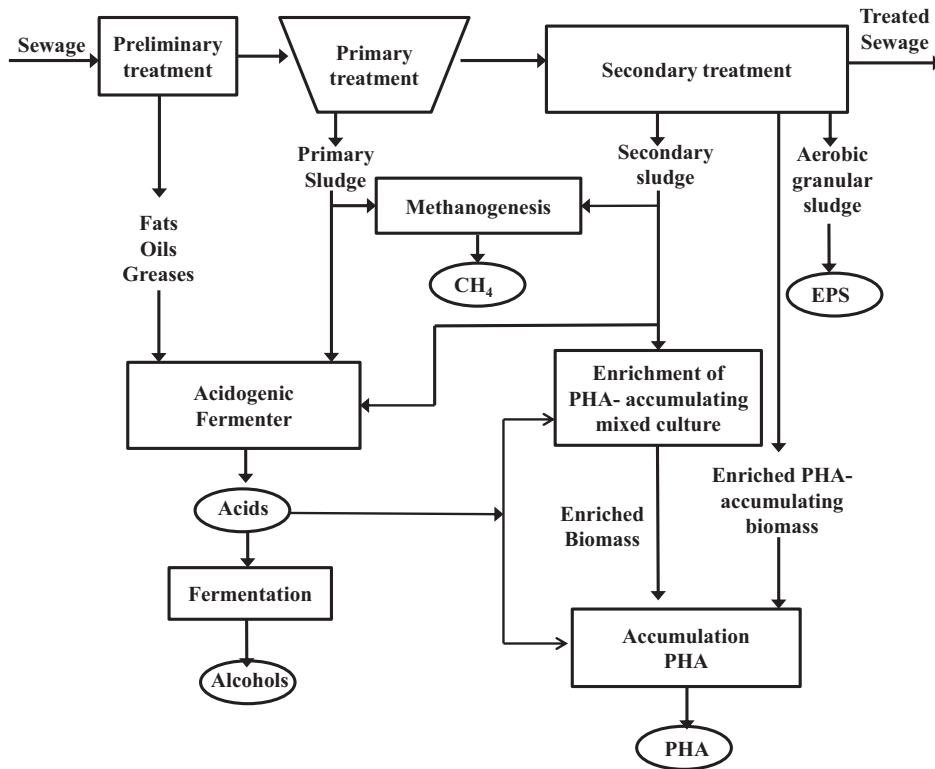 Sewage
Preliminary
treatment
Primary
treatment
Secondary treatment
Treated
Sewage
Primary
Sludge
Secondary
sludge
Aerobic
granular
sludge
Methanogenesis
Fats
Oils
Greases
CH₄
EPS
Acidogenic
Fermenter
Enrichment of
PHA- accumulating
mixed culture
Acids
Enriched
Biomass
Enriched PHA-
accumulating
biomass
Fermentation
Accumulation
PHA
Alcohols
PHA